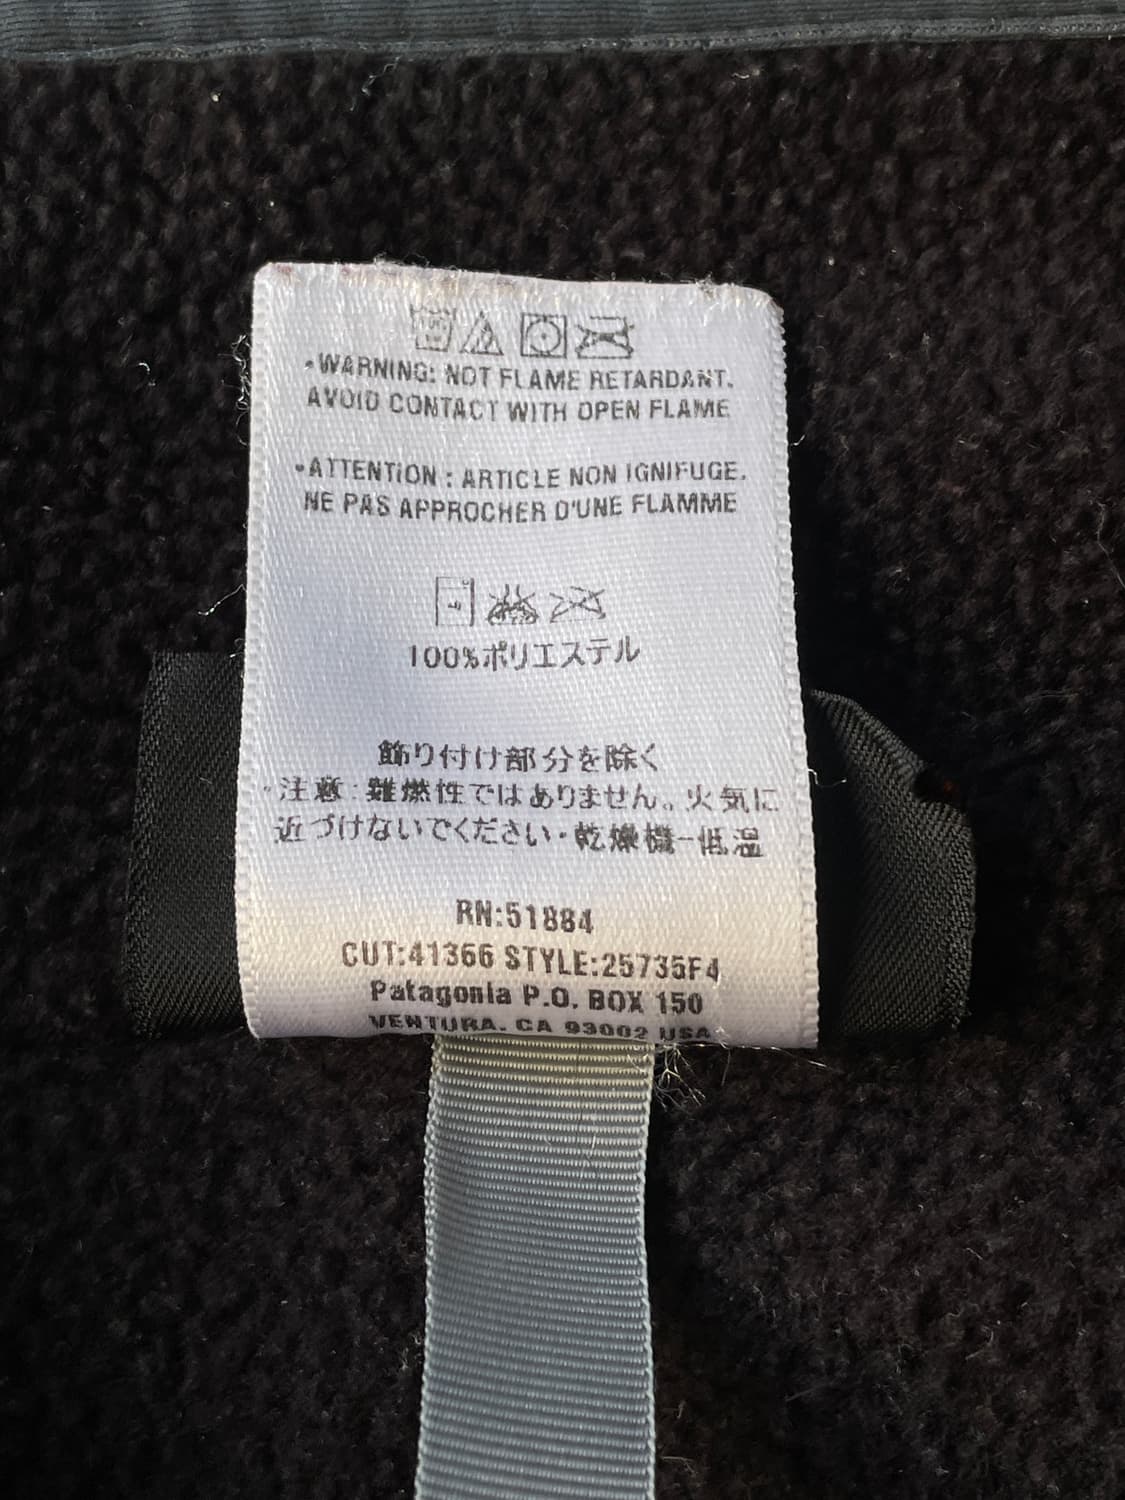 •WARNING: NOT FLAME RETARDANT.
AVOID CONTACT WITH OPEN FLAME
•ATTENTION : ARTICLE NON IGNIFUGE.
NE PAS APPROCHER D'UNE FLAMME
100%ポリエステル
飾り付け部分を除く
・注意：難燃性ではありません。火気に
近づけないでください・乾燥機−低温
RN:51884
CUT:41366 STYLE:25735F4
Patagonia P.O. BOX 150
VENTURA, CA 93002 USA